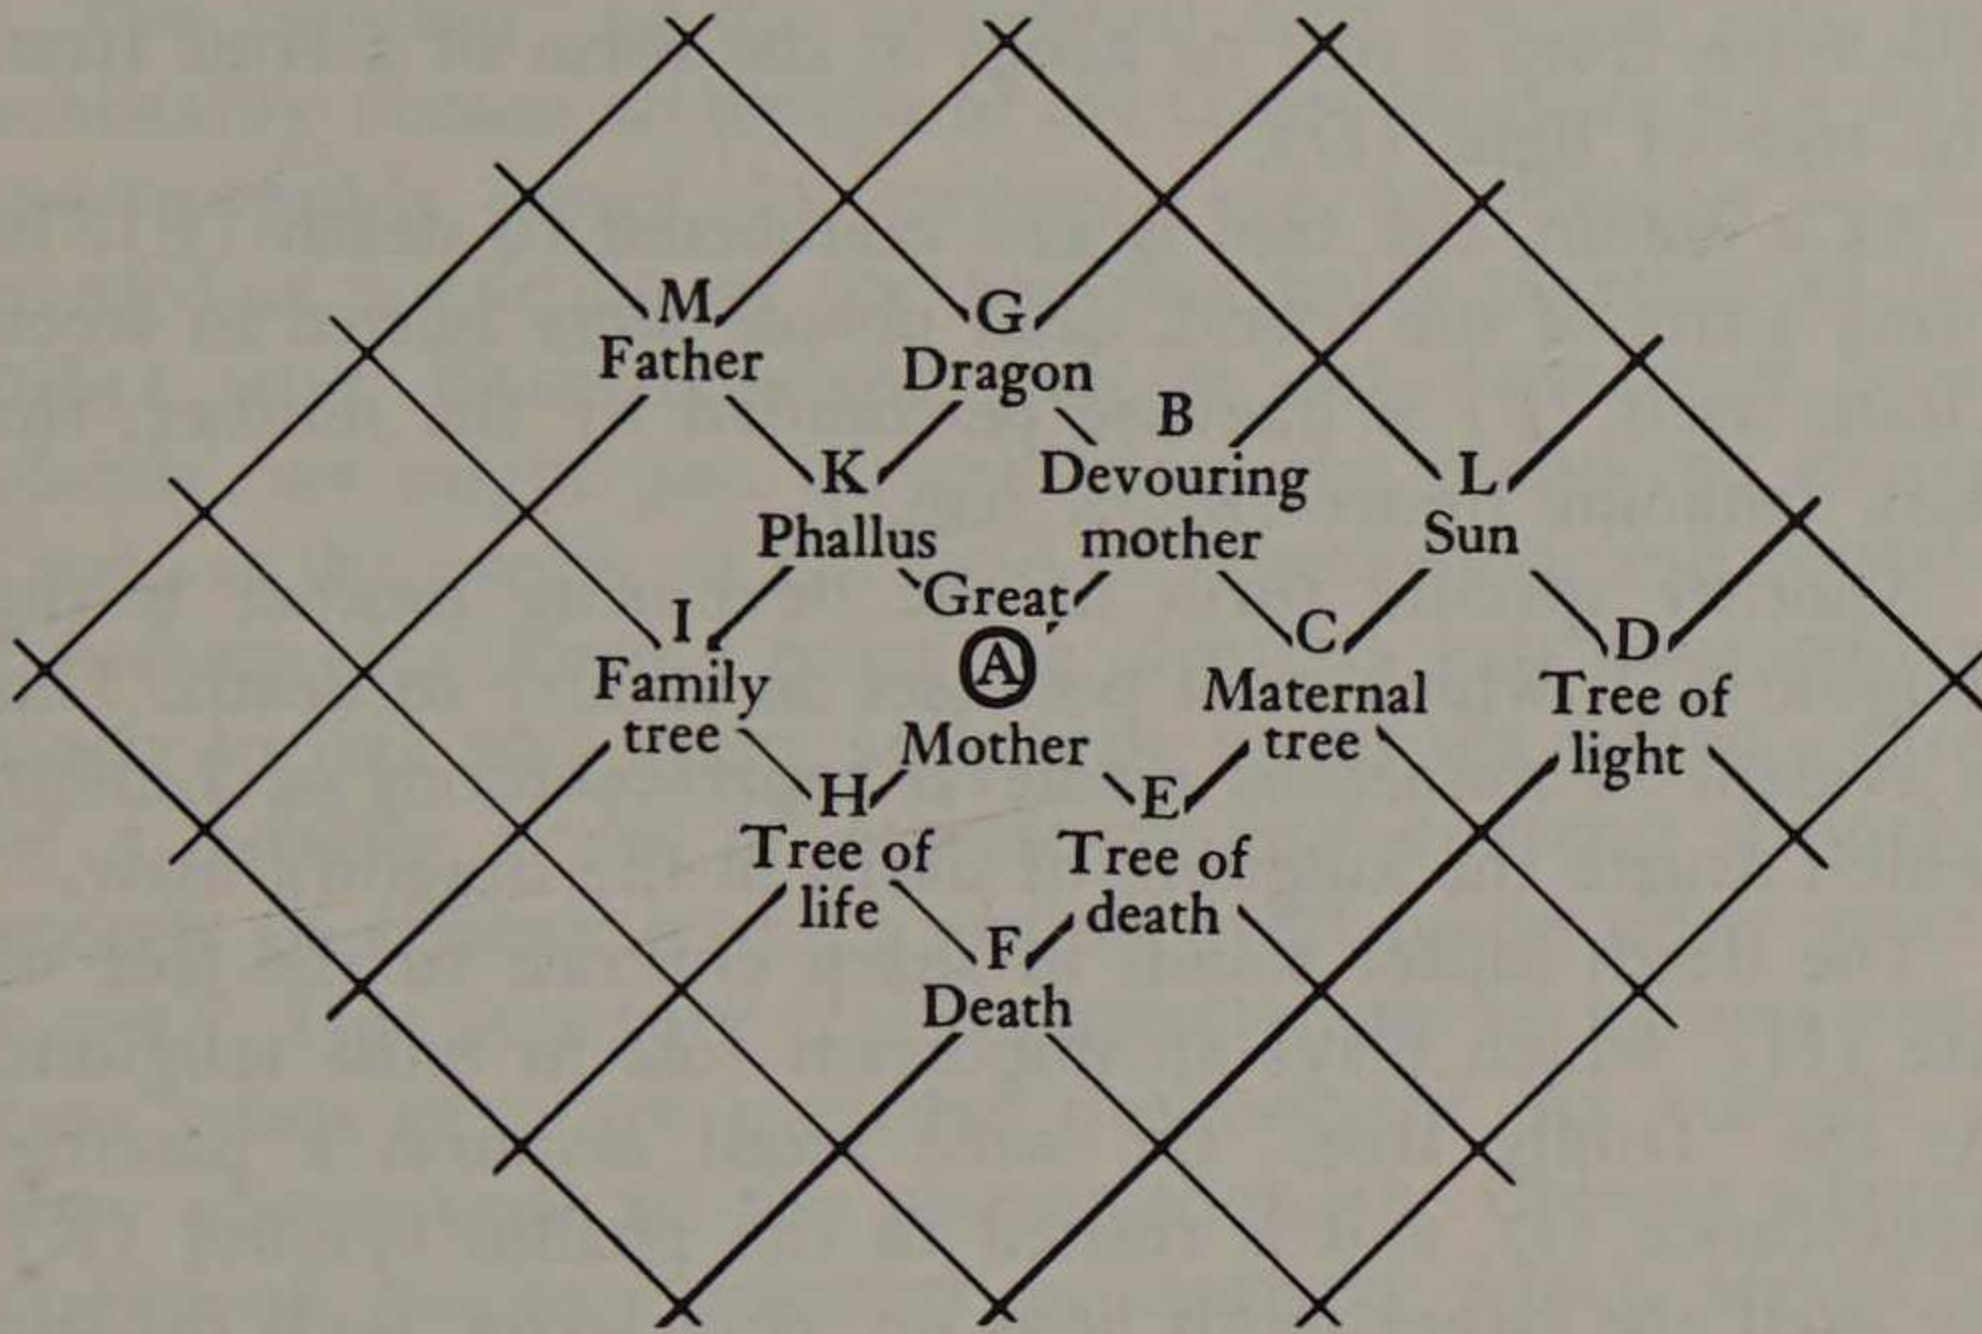 M
Father
G
Dragon
B
Devouring
mother
K
Phallus
L
Sun
Great
A
Mother
I
Family
tree
C
Maternal
tree
D
Tree of
light
H
Tree of
life
E
Tree of
death
F
Death